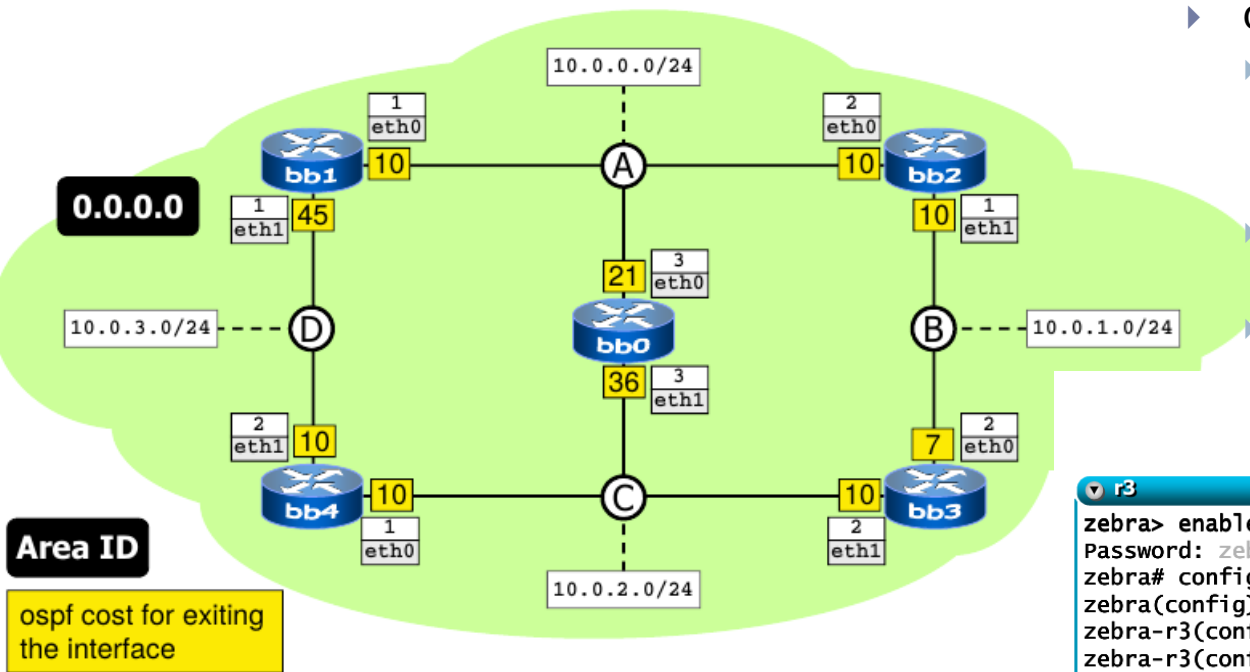 10.0.0.0/24
1
eth0
2
eth0
10
A
10
bb1
bb2
0.0.0.0
1
eth1
45
10
1
eth1
21
3
eth0
10.0.3.0/24
D
bb0
B
10.0.1.0/24
36
3
eth1
2
eth1
10
7
2
eth0
bb4
10
C
10
bb3
1
eth0
2
eth1
Area ID
10.0.2.0/24
ospf cost for exiting
the interface
r3
zebra> enable
Password:
zebra#
zebra(config)
zebra-r3(conf
zebra-r3(conf